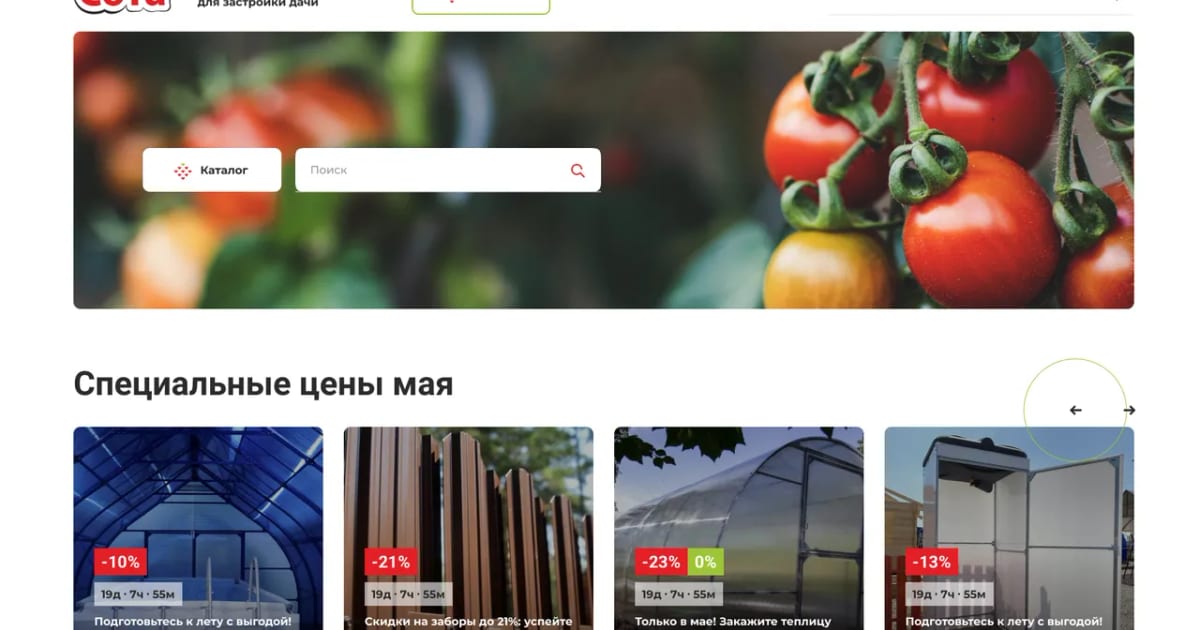 Сота
для застройки дачи
Каталог
Поиск
Специальные цены мая
-10%
19д · 7ч · 55м
Подготовьтесь к лету с выгодой!
-21%
19д · 7ч · 55м
Скидки на заборы до 21%: успейте
-23% 0%
19д · 7ч · 55м
Только в мае! Закажите теплицу
-13%
19д · 7ч · 55м
Подготовьтесь к лету с выгодой!